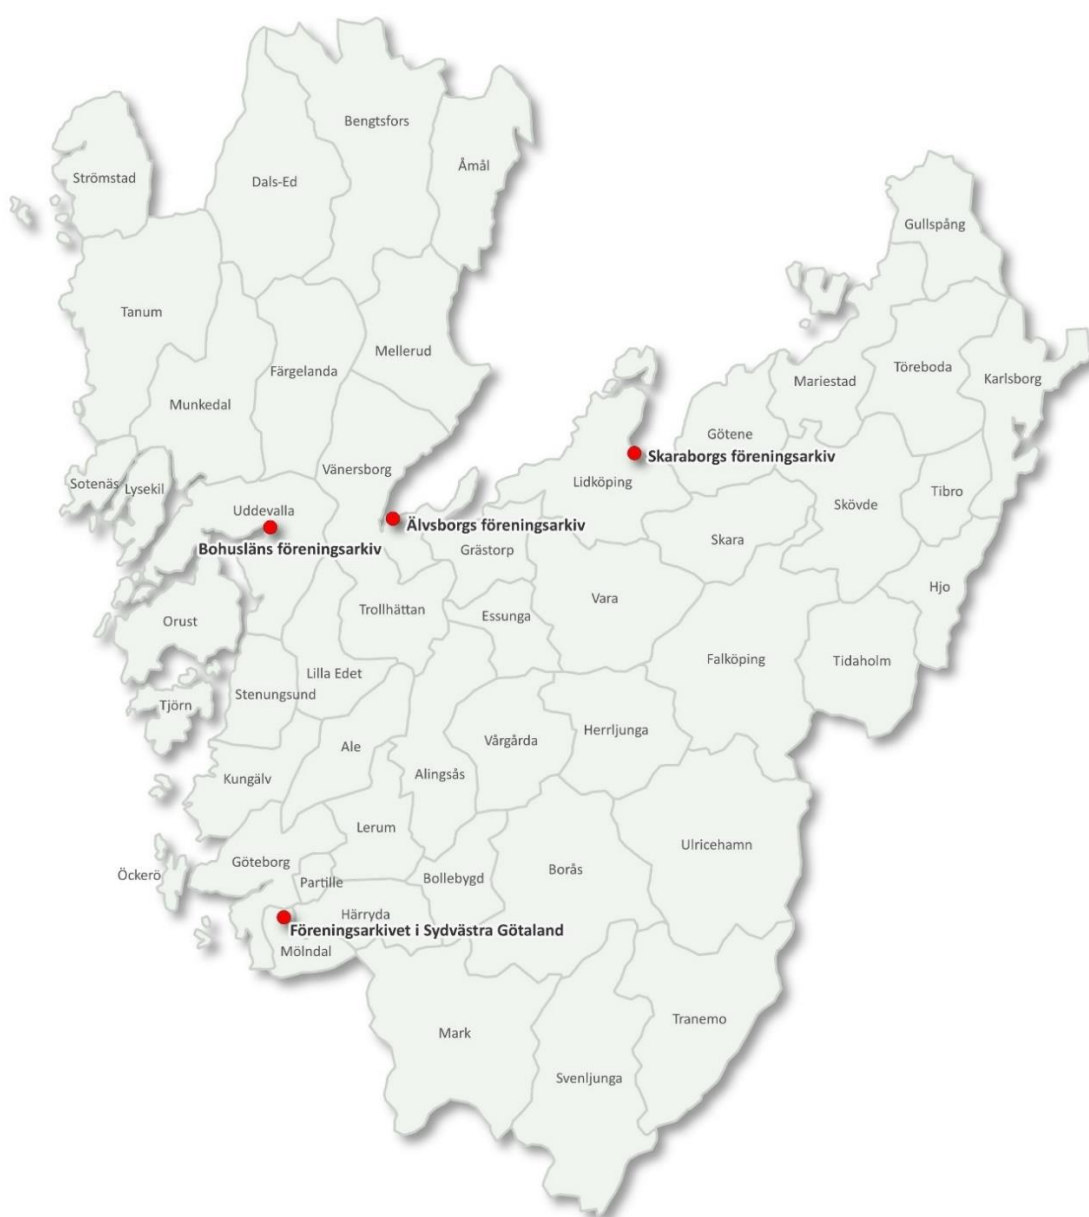 Bengtsfors
Åmål
Strömstad
Dals-Ed
Gullspång
Tanum
Mellerud
Färgelanda
Töreboda
Mariestad
Karlsborg
Munkedal
Götene
Skaraborgs föreningsarkiv
Vänersborg
Sotenäs
Lysekil
Lidköping
Tibro
Skövde
Uddevalla
Älvsborgs föreningsarkiv
Bohusläns föreningsarkiv
Grästorp
Skara
Hjo
Vara
Trollhättan
Essunga
Orust
Falköping
Tidaholm
Lilla Edet
Stenungsund
Tjörn
Herrljunga
Vårgårda
Ale
Alingsås
Kungälv
Lerum
Ulricehamn
Göteborg
Borås
Öckerö
Bollebygd
Partille
Härryda
Föreningsarkivet i Sydvästra Götaland
Mölndal
Tranemo
Mark
Svenljunga